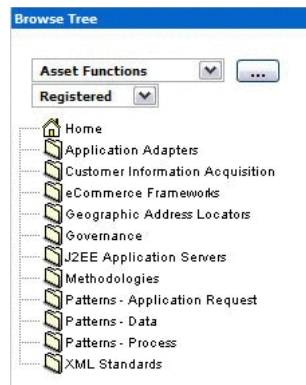 Browse Tree
Asset Functions ...
Registered
Home
Application Adapters
Customer Information Acquisition
eCommerce Frameworks
Geographic Address Locators
Governance
J2EE Application Servers
Methodologies
Patterns - Application Request
Patterns - Data
Patterns - Process
XML Standards